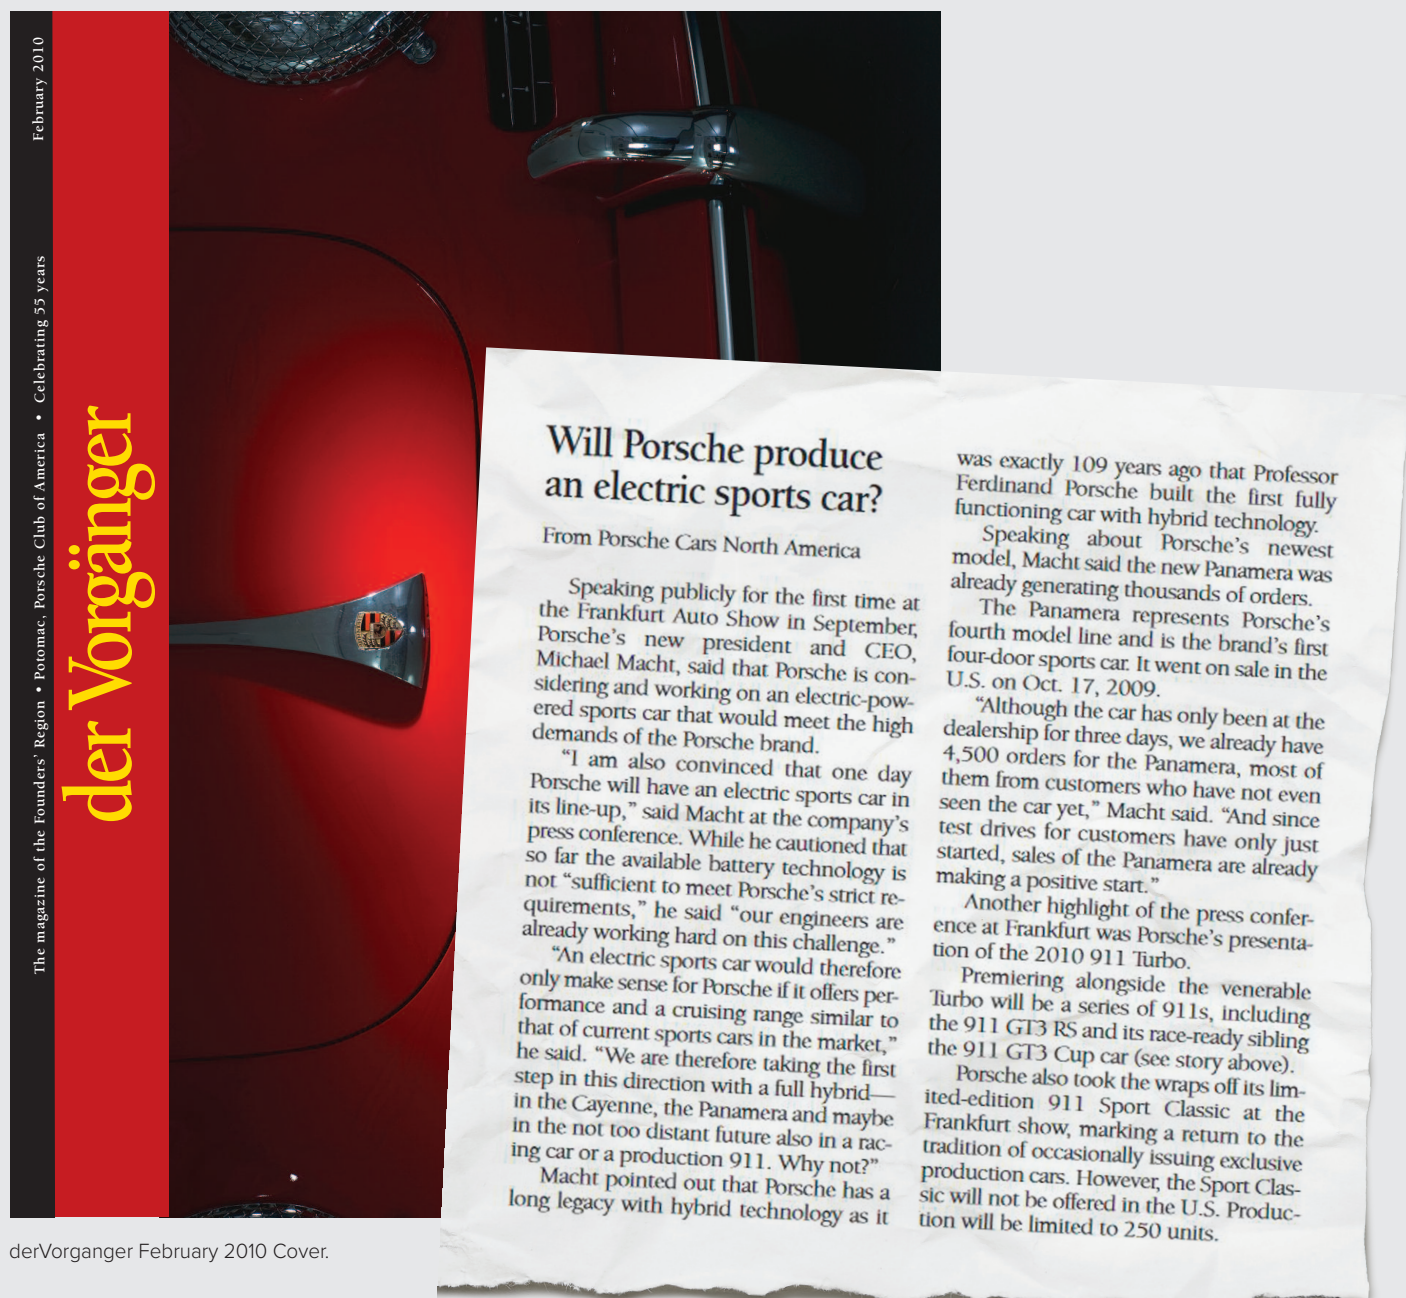 February 2010
The magazine of the Founders' Region • Potomac, Porsche Club of America • Celebrating 55 years
der Vorgänger
Will Porsche produce
an electric sports car?
From Porsche Cars North America
Speaking publicly for the first time at
the Frankfurt Auto Show in September,
Porsche's new president and CEO,
Michael Macht, said that Porsche is con-
sidering and working on an electric-pow-
ered sports car that would meet the high
demands of the Porsche brand.
“I am also convinced that one day
Porsche will have an electric sports car in
its line-up,” said Macht at the company's
press conference. While he cautioned that
so far the available battery technology is
not “sufficient to meet Porsche's strict re-
quirements,” he said “our engineers are
already working hard on this challenge.”
“An electric sports car would therefore
only make sense for Porsche if it offers per-
formance and a cruising range similar to
that of current sports cars in the market,”
he said. “We are therefore taking the first
step in this direction with a full hybrid—
in the Cayenne, the Panamera and maybe
in the not too distant future also in a rac-
ing car or a production 911. Why not?”
Macht pointed out that Porsche has a
long legacy with hybrid technology as it
was exactly 109 years ago that Professor
Ferdinand Porsche built the first fully
functioning car with hybrid technology.
Speaking about Porsche's newest
model, Macht said the new Panamera was
already generating thousands of orders.
The Panamera represents Porsche's
fourth model line and is the brand's first
four-door sports car. It went on sale in the
U.S. on Oct. 17, 2009.
“Although the car has only been at the
dealership for three days, we already have
4,500 orders for the Panamera, most of
them from customers who have not even
seen the car yet,” Macht said. “And since
test drives for customers have only just
started, sales of the Panamera are already
making a positive start.”
Another highlight of the press confer-
ence at Frankfurt was Porsche's presenta-
tion of the 2010 911 Turbo.
Premiering alongside the venerable
Turbo will be a series of 911s, including
the 911 GT3 RS and its race-ready sibling
the 911 GT3 Cup car (see story above).
Porsche also took the wraps off its lim-
ited-edition 911 Sport Classic at the
Frankfurt show, marking a return to the
tradition of occasionally issuing exclusive
production cars. However, the Sport Clas-
sic will not be offered in the U.S. Produc-
tion will be limited to 250 units.
derVorganger February 2010 Cover.